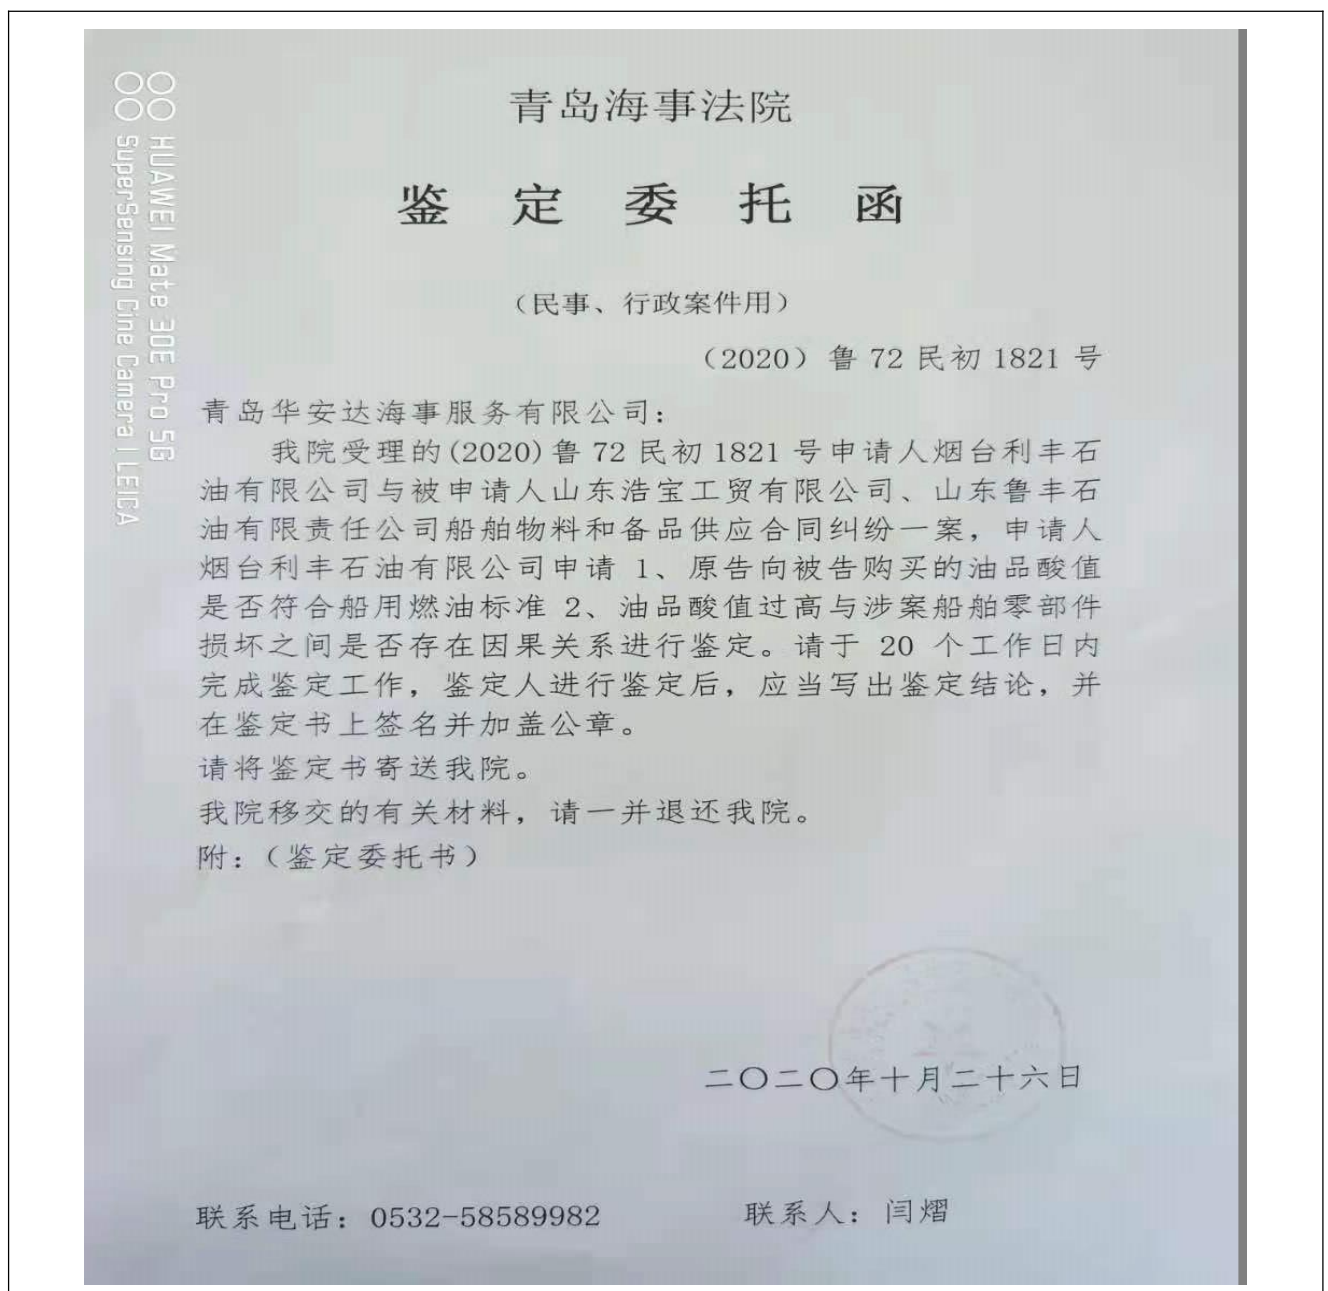 青岛海事法院
鉴定委托函
（民事、行政案件用）
（2020）鲁 72 民初 1821 号
青岛华安达海事服务有限公司：
我院受理的(2020)鲁 72 民初 1821 号申请人烟台利丰石
油有限公司与被申请人山东浩宝工贸有限公司、山东鲁丰石
油有限责任公司船舶物料和备品供应合同纠纷一案，申请人
烟台利丰石油有限公司申请 1、原告向被告购买的油品酸值
是否符合船用燃油标准 2、油品酸值过高与涉案船舶零部件
损坏之间是否存在因果关系进行鉴定。请于 20 个工作日内
完成鉴定工作，鉴定人进行鉴定后，应当写出鉴定结论，并
在鉴定书上签名并加盖公章。
请将鉴定书寄送我院。
我院移交的有关材料，请一并退还我院。
附：（鉴定委托书）
二〇二〇年十月二十六日
联系电话：0532-58589982 联系人：闫熠
HUAWEI Mate 30E Pro 5G
SuperSensing Cine Camera | LEICA